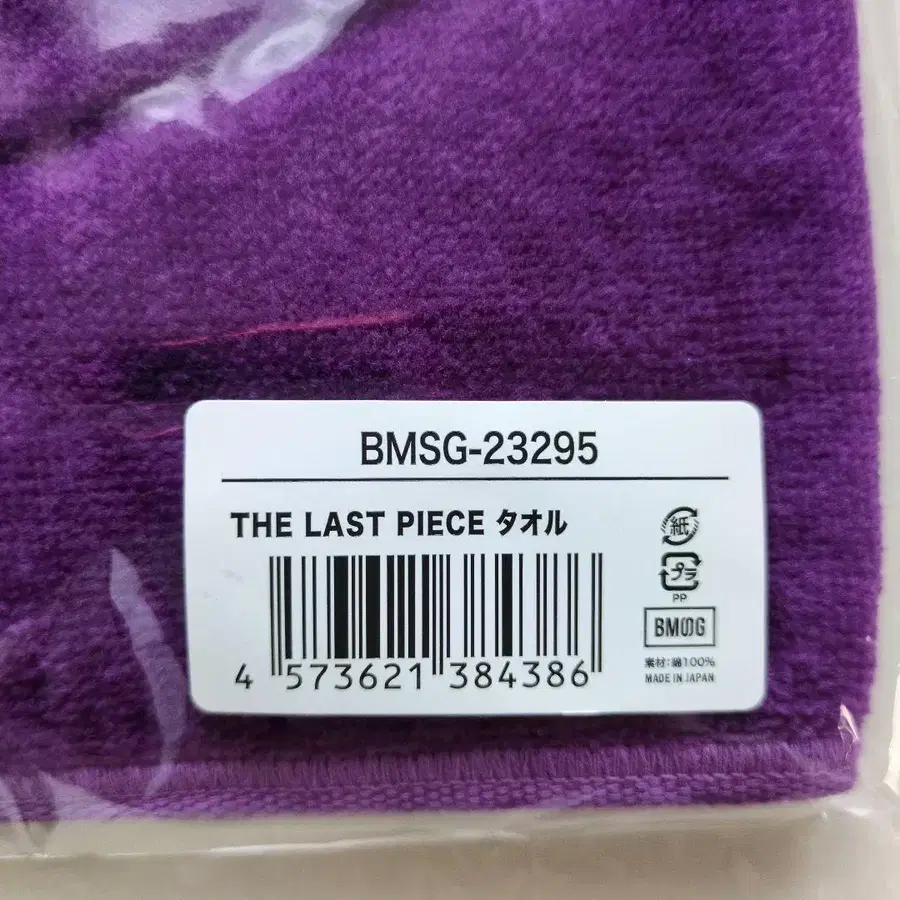 BMSG-23295
THE LAST PIECE タオル
紙
プラ
PP
BMSG
素材:綿100%
MADE IN JAPAN
4 573621 384386